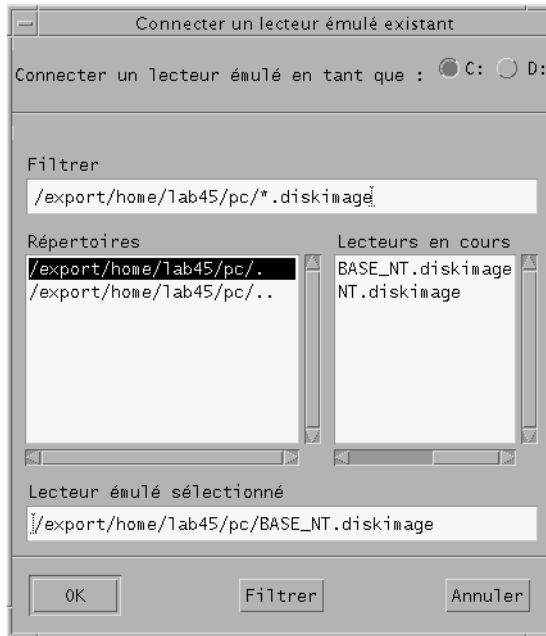 Connecter un lecteur émulé existant
Connecter un lecteur émulé en tant que : C: D:
Filtrer
/export/home/lab45/pc/*.diskimage
Répertoires Lecteurs en cours
/export/home/lab45/pc/. BASE_NT.diskimage
/export/home/lab45/pc/.. NT.diskimage
Lecteur émulé sélectionné
/export/home/lab45/pc/BASE_NT.diskimage
OK Filtrer Annuler